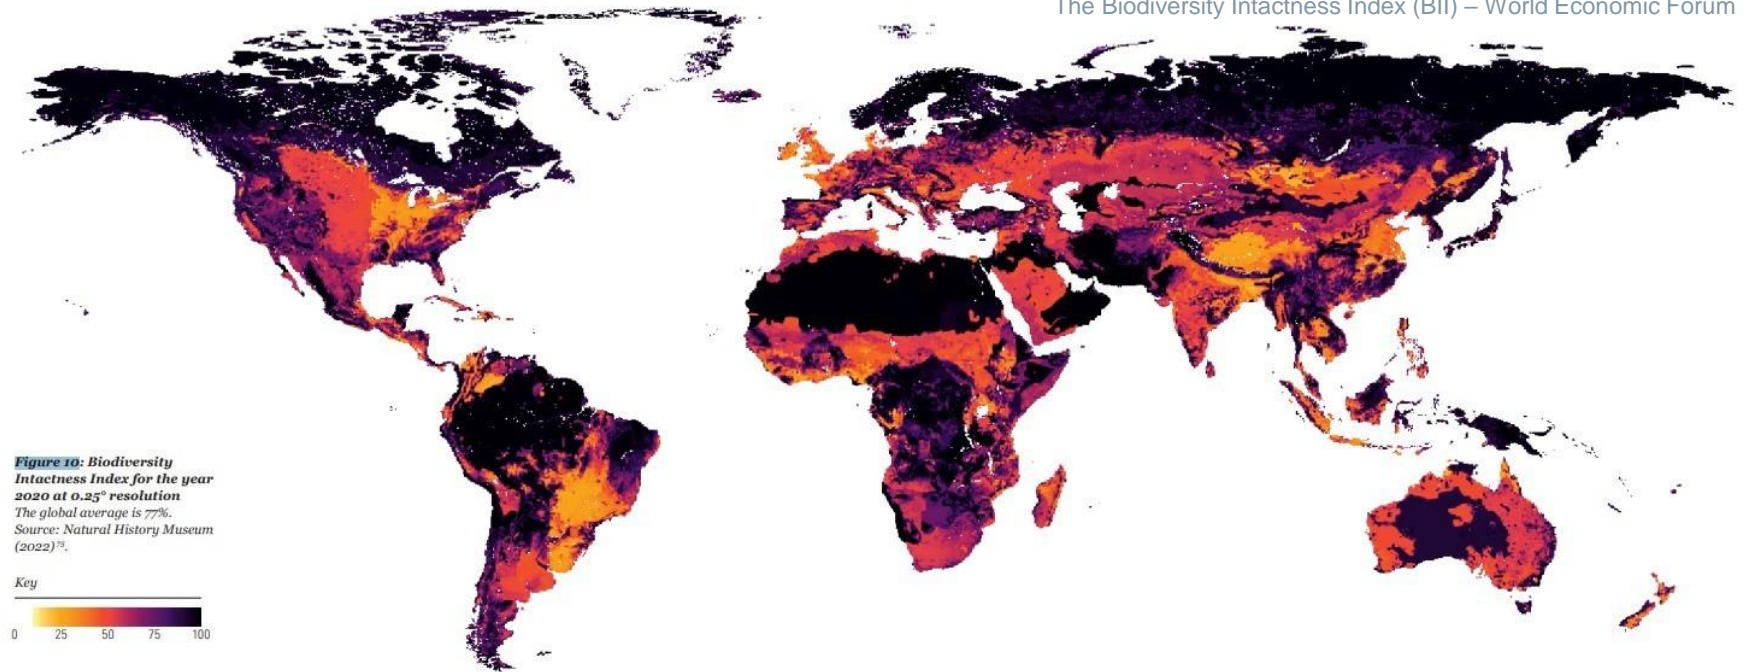 The Biodiversity Intactness Index (BII) – World Economic Forum
Figure 10: Biodiversity
Intactness Index for the year
2020 at 0.25° resolution
The global average is 77%.
Source: Natural History Museum
(2022)⁷³.
Key
0 25 50 75 100